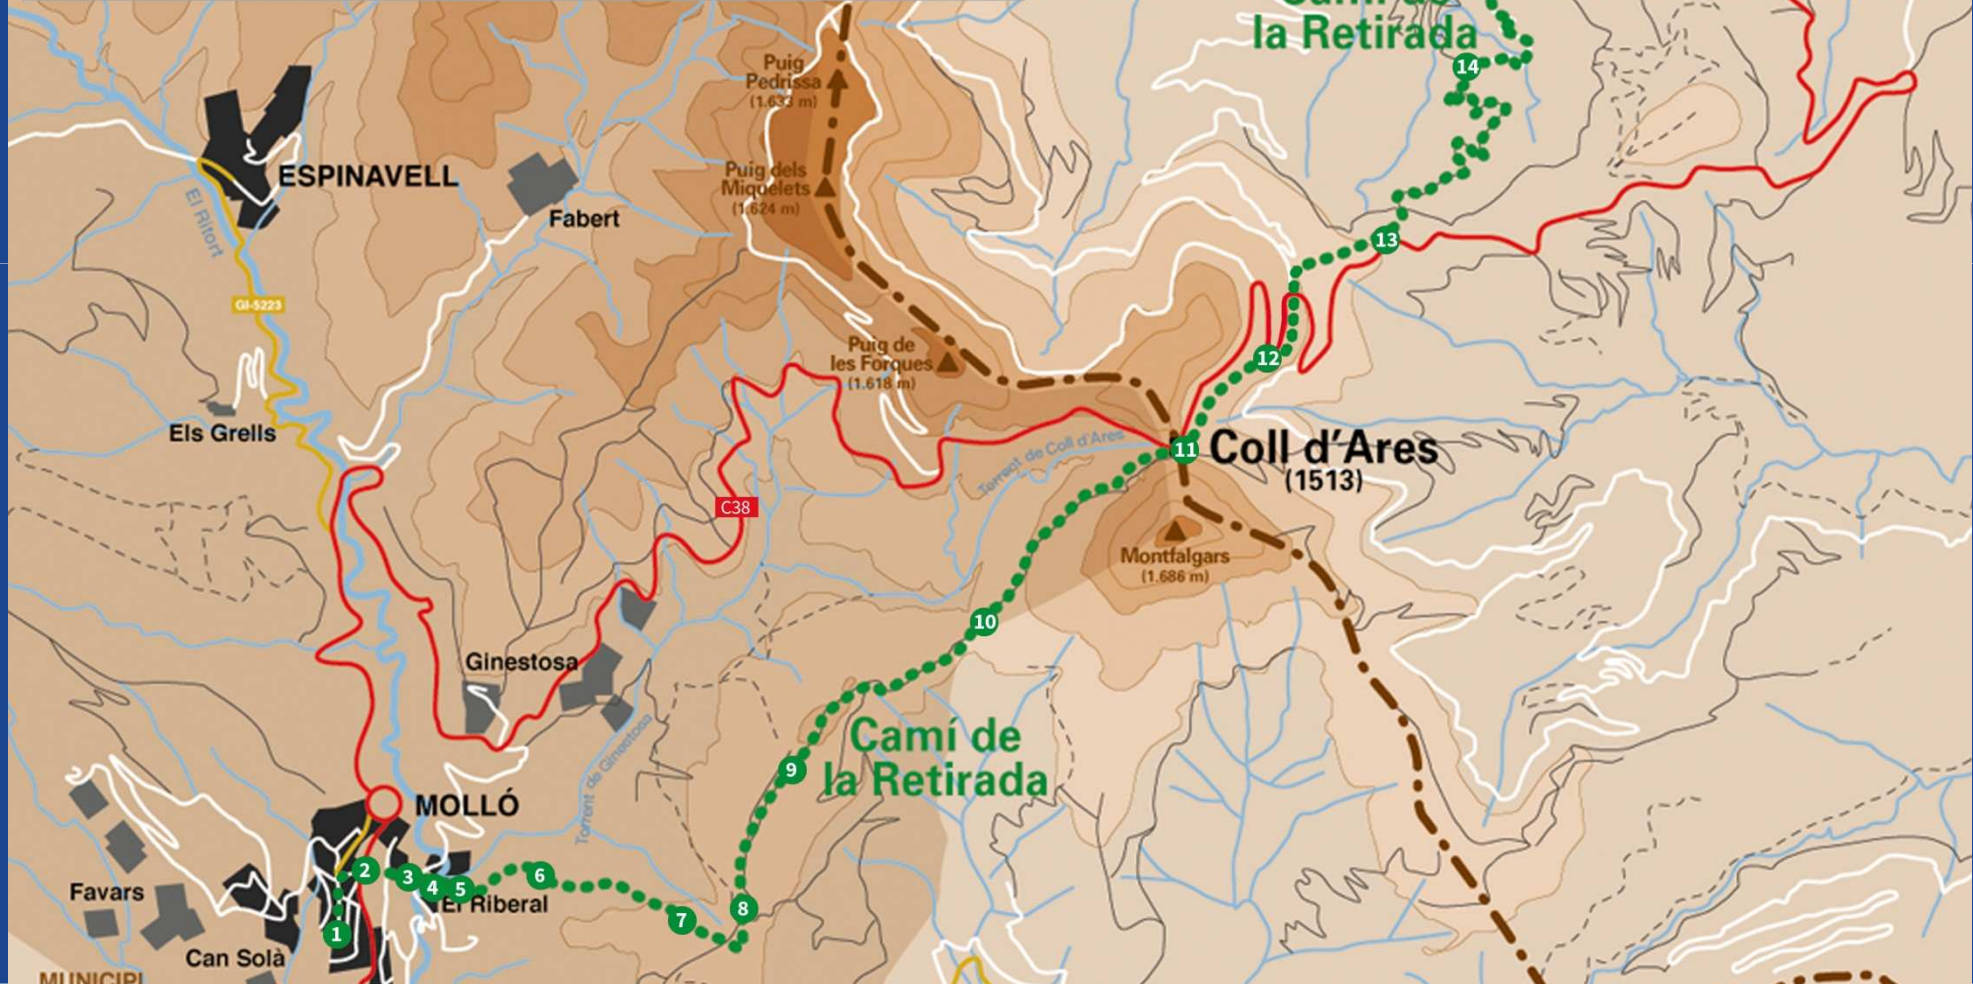 Camí de
la Retirada
14
Puig
Pedrissa
(1.633 m)
ESPINAVELL
Puig dels
Miquelets
(1.624 m)
Fabert
El Ritort
13
GI-5223
Puig de
les Forques
(1.618 m)
12
Els Grells
Torrent de Coll d'Ares
11
Coll d'Ares
(1513)
C38
Montfalgars
(1.686 m)
10
Ginestosa
Camí de
la Retirada
9
Torrent de Ginestosa
MOLLÓ
2
3
4
5
6
El Riberal
Favars
7
8
1
Can Solà
MUNICIPI